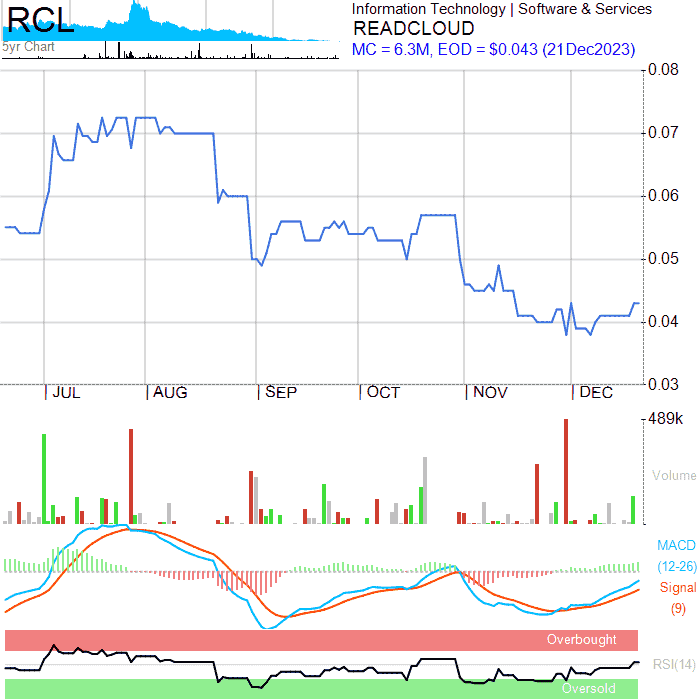 RCL
5yr Chart
Information Technology | Software & Services
READCLOUD
MC = 6.3M, EOD = $0.043 (21Dec2023)
0.08
0.07
0.06
0.05
0.04
0.03
JUL AUG SEP OCT NOV DEC
489k
Volume
MACD
(12-26)
Signal
(9)
Overbought
RSI(14)
Oversold